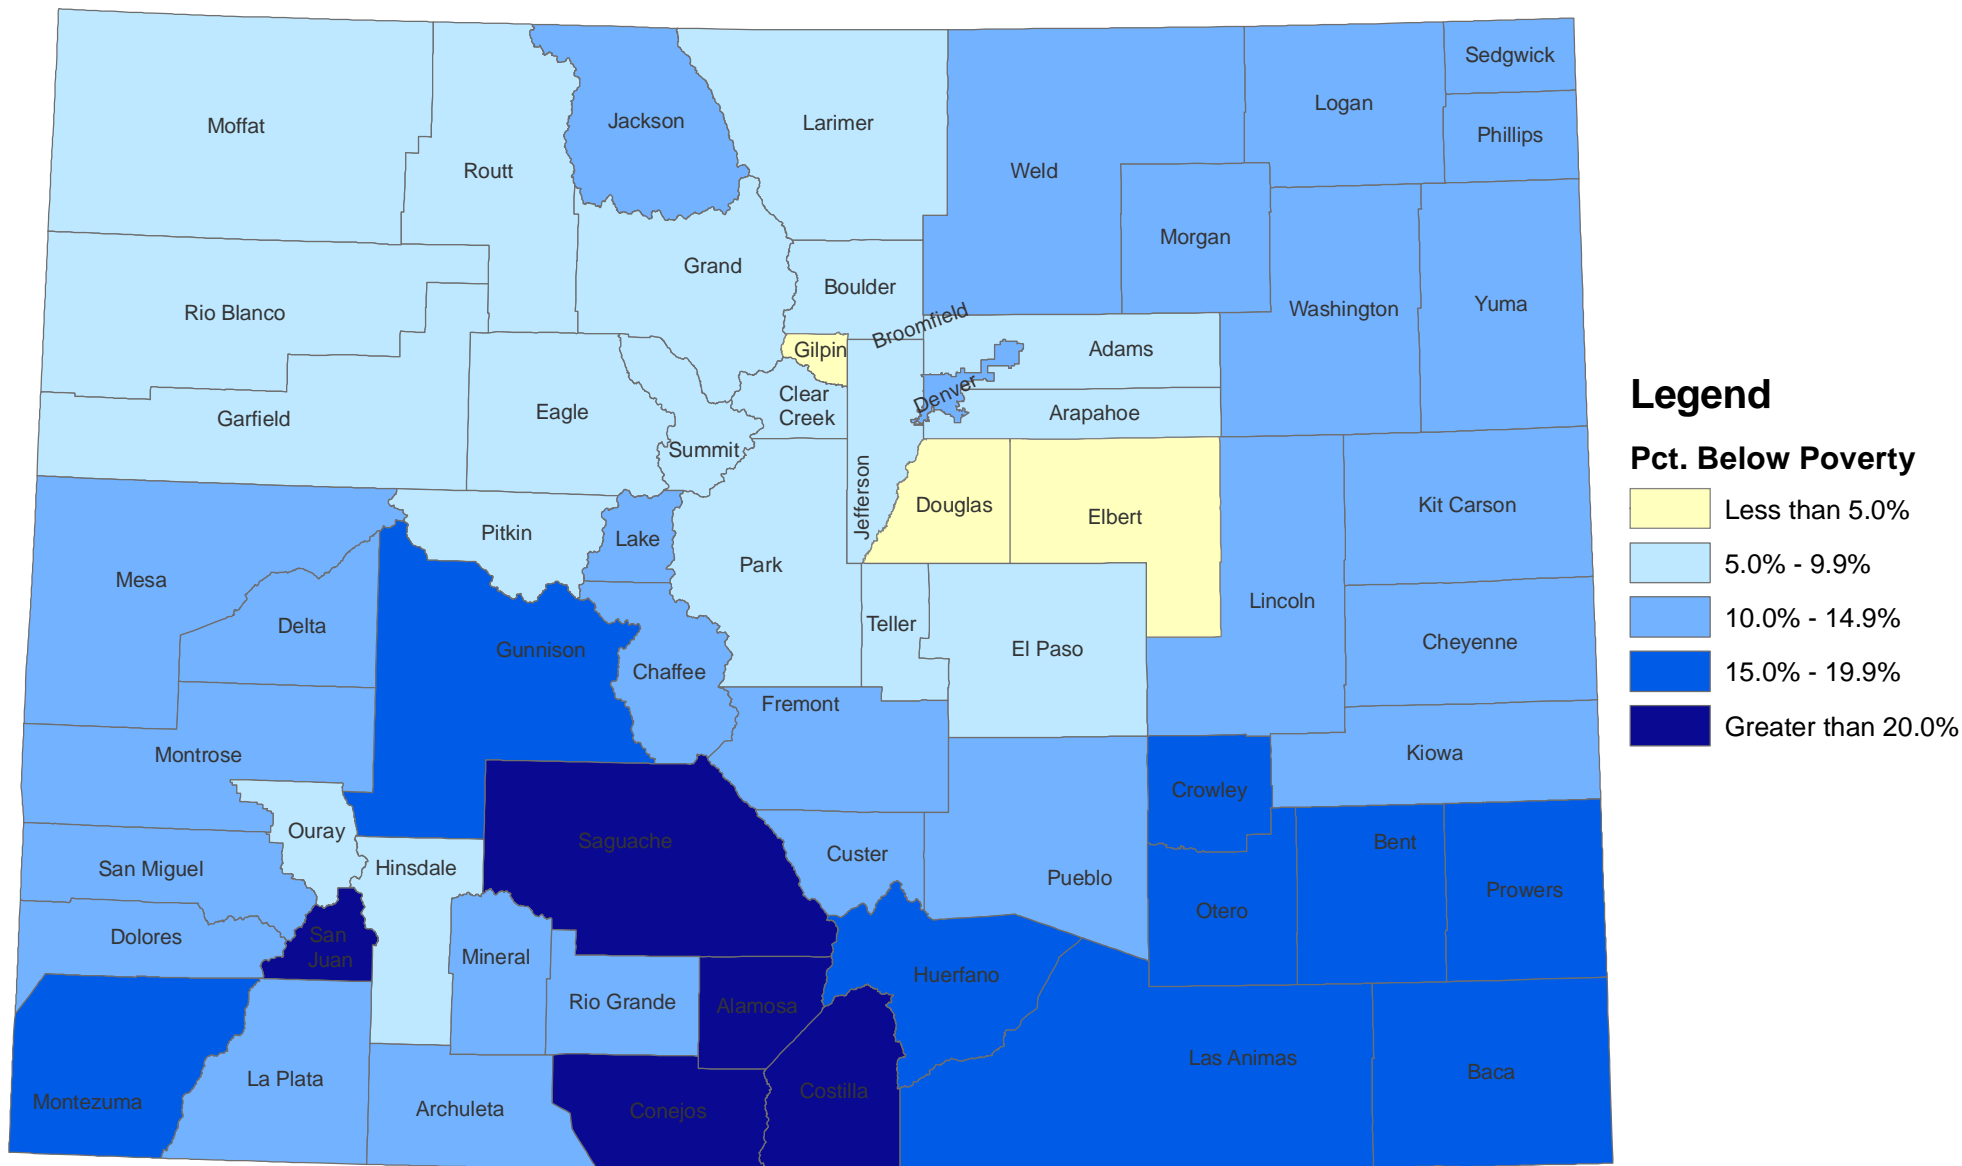 Sedgwick
Logan
Moffat
Jackson
Larimer
Phillips
Routt
Weld
Morgan
Grand
Boulder
Rio Blanco
Washington
Yuma
Broomfield
Gilpin
Adams
Clear
Creek
Denver
Eagle
Arapahoe
Garfield
Summit
Legend
Pct. Below Poverty
Less than 5.0%
5.0% - 9.9%
10.0% - 14.9%
15.0% - 19.9%
Greater than 20.0%
Jefferson
Douglas
Elbert
Kit Carson
Pitkin
Lake
Park
Mesa
Lincoln
Delta
Teller
Gunnison
El Paso
Cheyenne
Chaffee
Fremont
Montrose
Kiowa
Crowley
Ouray
Saguache
Bent
Hinsdale
San Miguel
Custer
Pueblo
Prowers
Otero
Dolores
San
Juan
Mineral
Huerfano
Rio Grande
Alamosa
Las Animas
Baca
La Plata
Montezuma
Archuleta
Conejos
Costilla